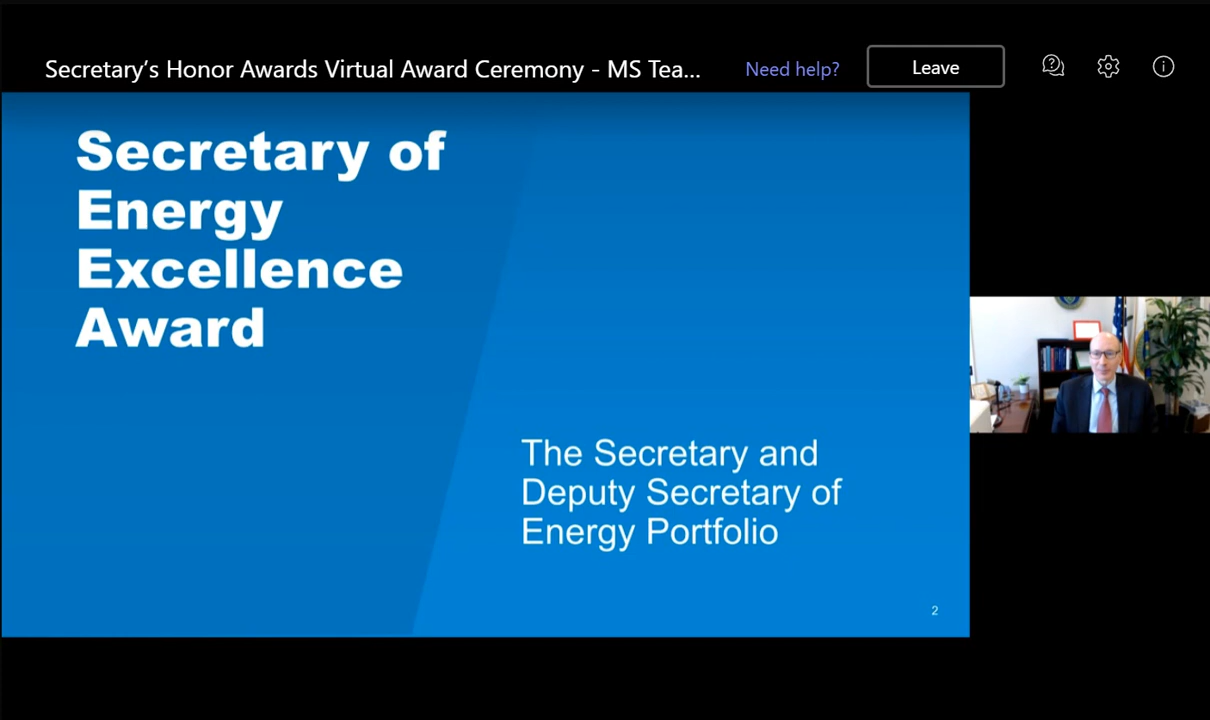 Secretary’s Honor Awards Virtual Award Ceremony - MS Tea...
Need help?
Leave
Secretary of
Energy
Excellence
Award
The Secretary and
Deputy Secretary of
Energy Portfolio
2